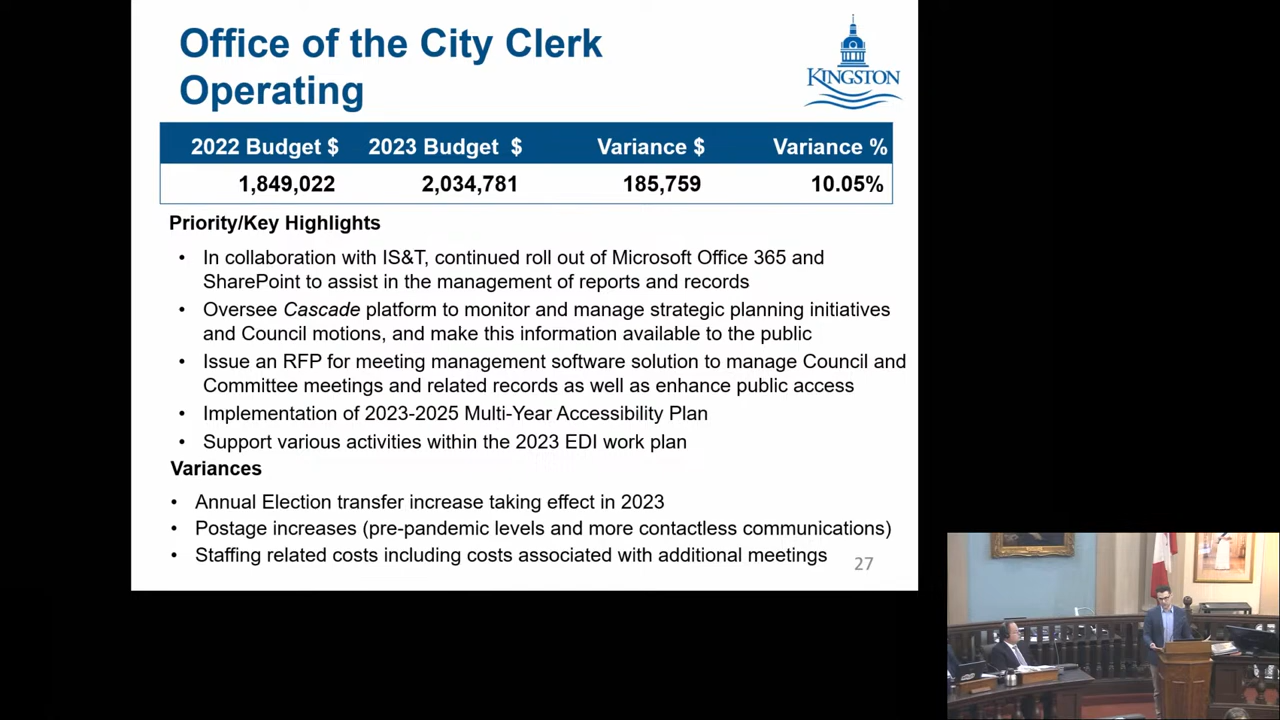 Office of the City Clerk
Operating
KINGSTON
2022 Budget $ 2023 Budget $ Variance $ Variance %
1,849,022 2,034,781 185,759 10.05%
Priority/Key Highlights
• In collaboration with IS&T, continued roll out of Microsoft Office 365 and
SharePoint to assist in the management of reports and records
• Oversee Cascade platform to monitor and manage strategic planning initiatives
and Council motions, and make this information available to the public
• Issue an RFP for meeting management software solution to manage Council and
Committee meetings and related records as well as enhance public access
• Implementation of 2023-2025 Multi-Year Accessibility Plan
• Support various activities within the 2023 EDI work plan
Variances
• Annual Election transfer increase taking effect in 2023
• Postage increases (pre-pandemic levels and more contactless communications)
• Staffing related costs including costs associated with additional meetings
27